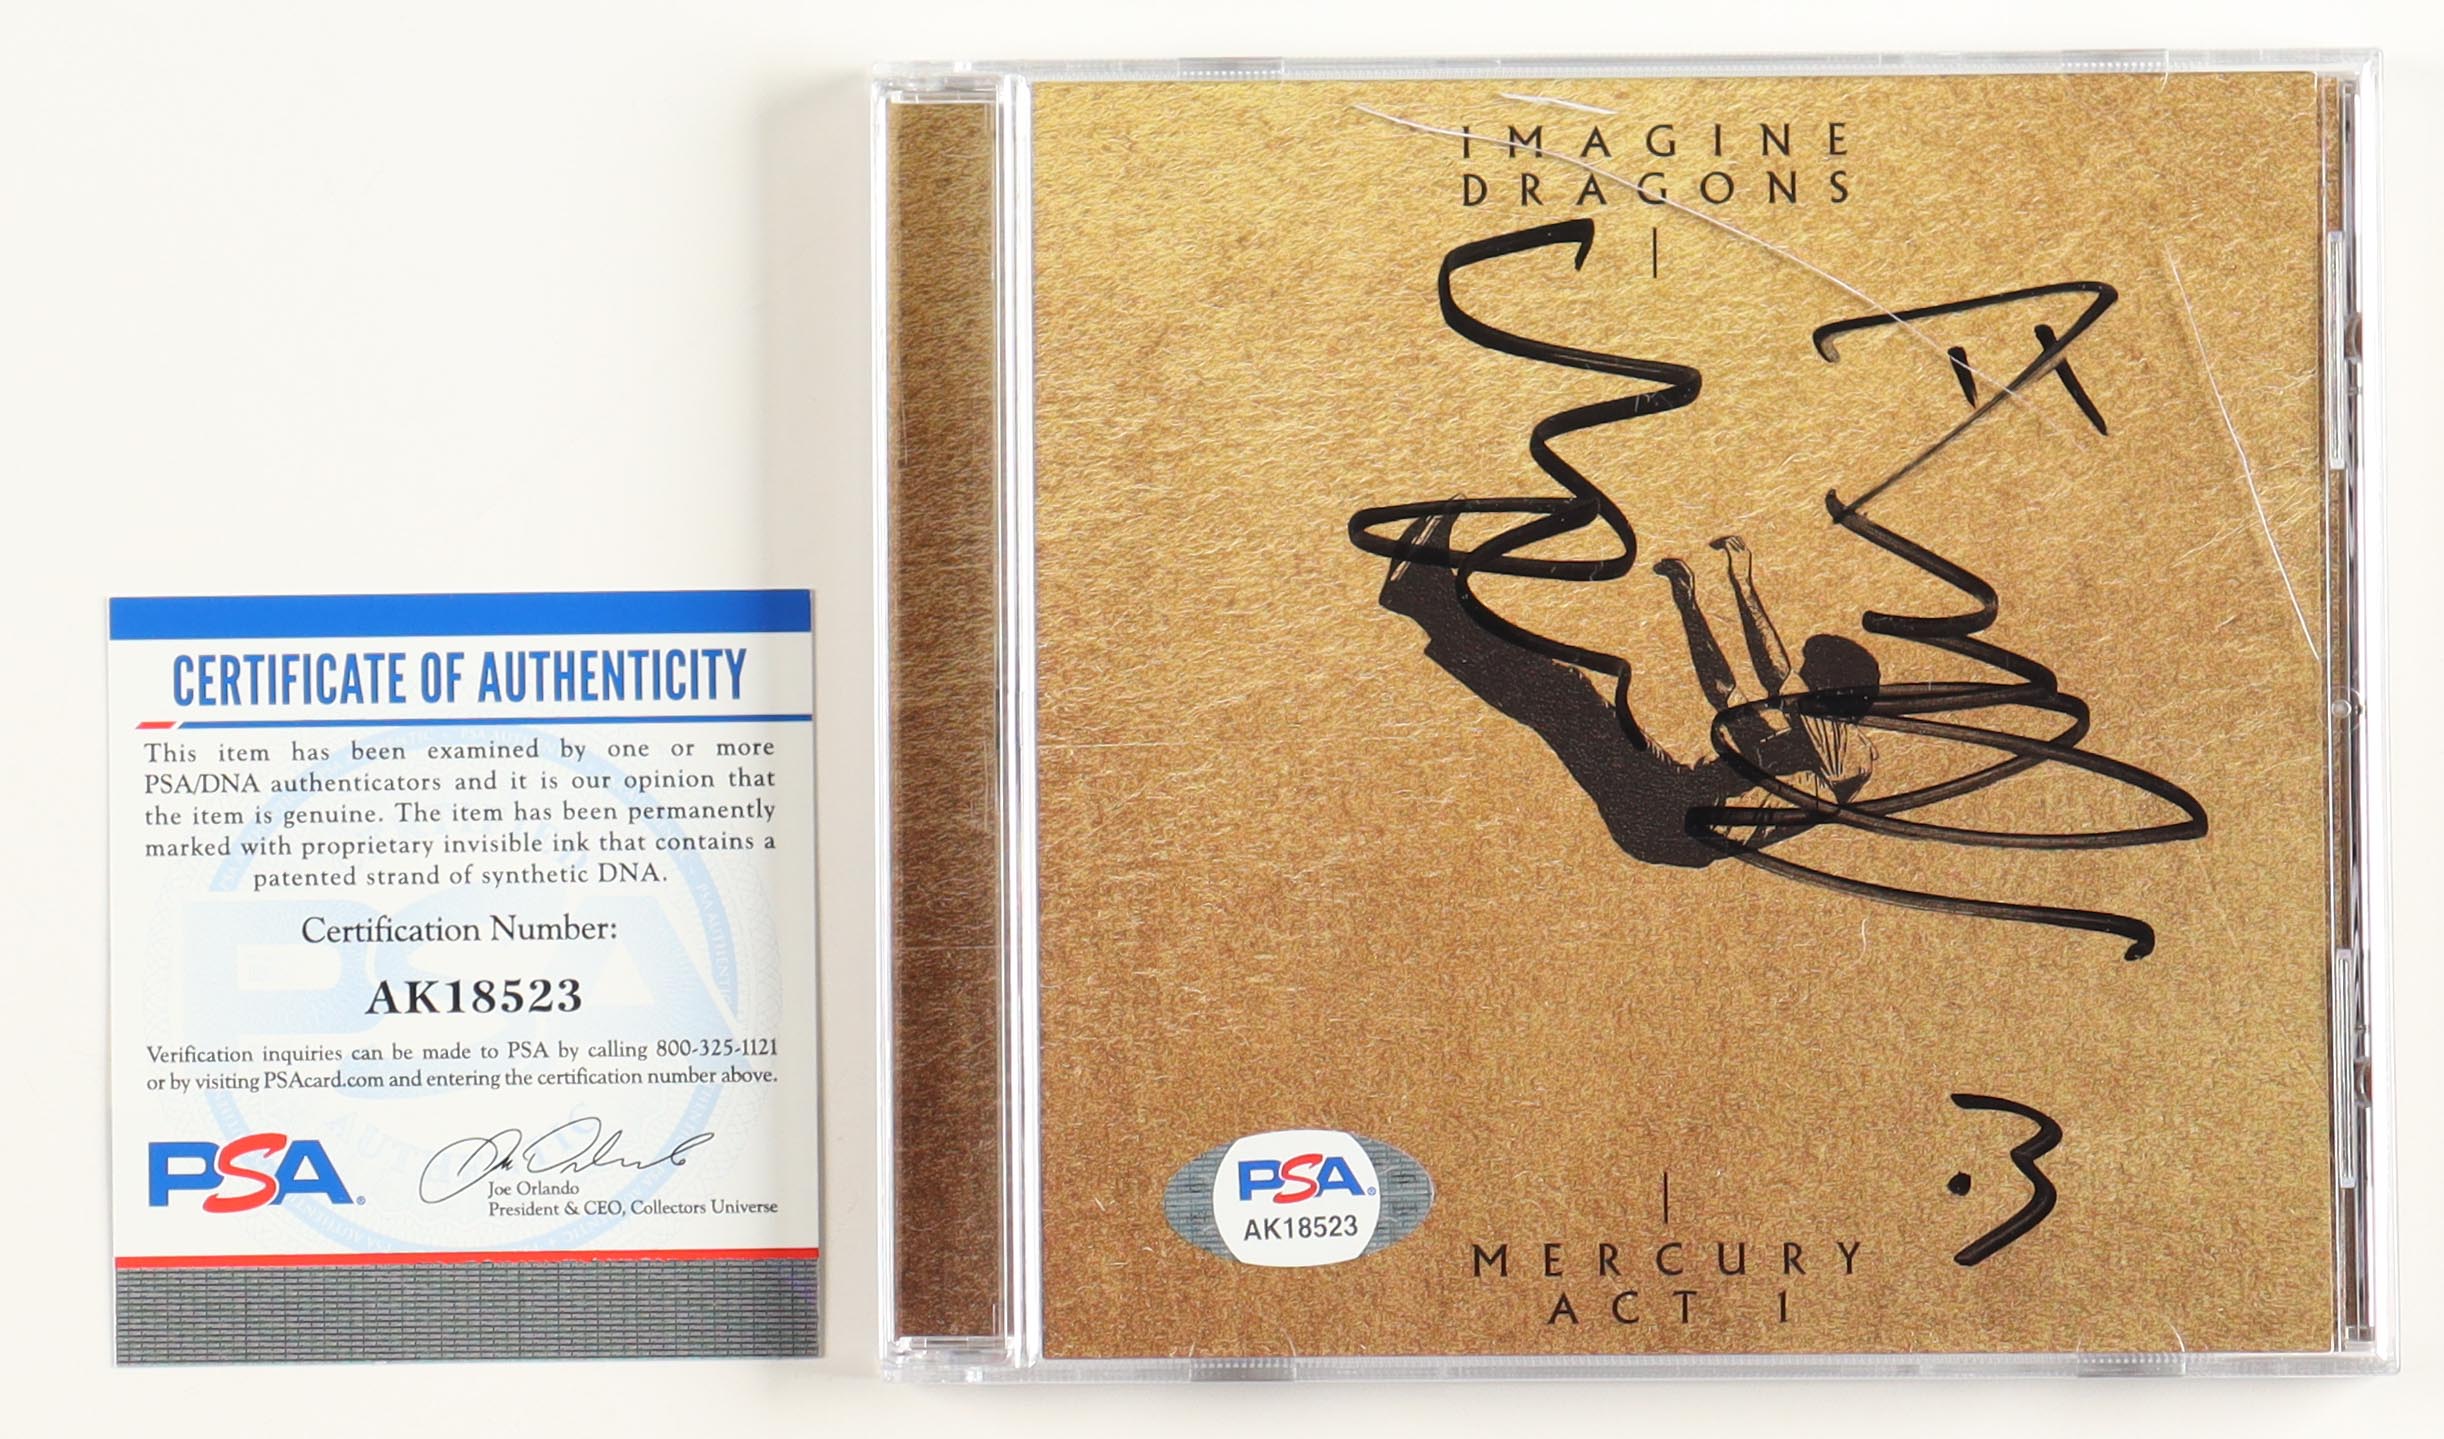 CERTIFICATE OF AUTHENTICITY
This item has been examined by one or more
PSA/DNA authenticators and it is our opinion that
the item is genuine. The item has been permanently
marked with proprietary invisible ink that contains a
patented strand of synthetic DNA.
Certification Number:
AK18523
Verification inquiries can be made to PSA by calling 800-325-1121
or by visiting PSAcard.com and entering the certification number above.
PSA®
Joe Orlando
President & CEO, Collectors Universe
IMAGINE
DRAGONS
PSA®
AK18523
MERCURY
ACT 1